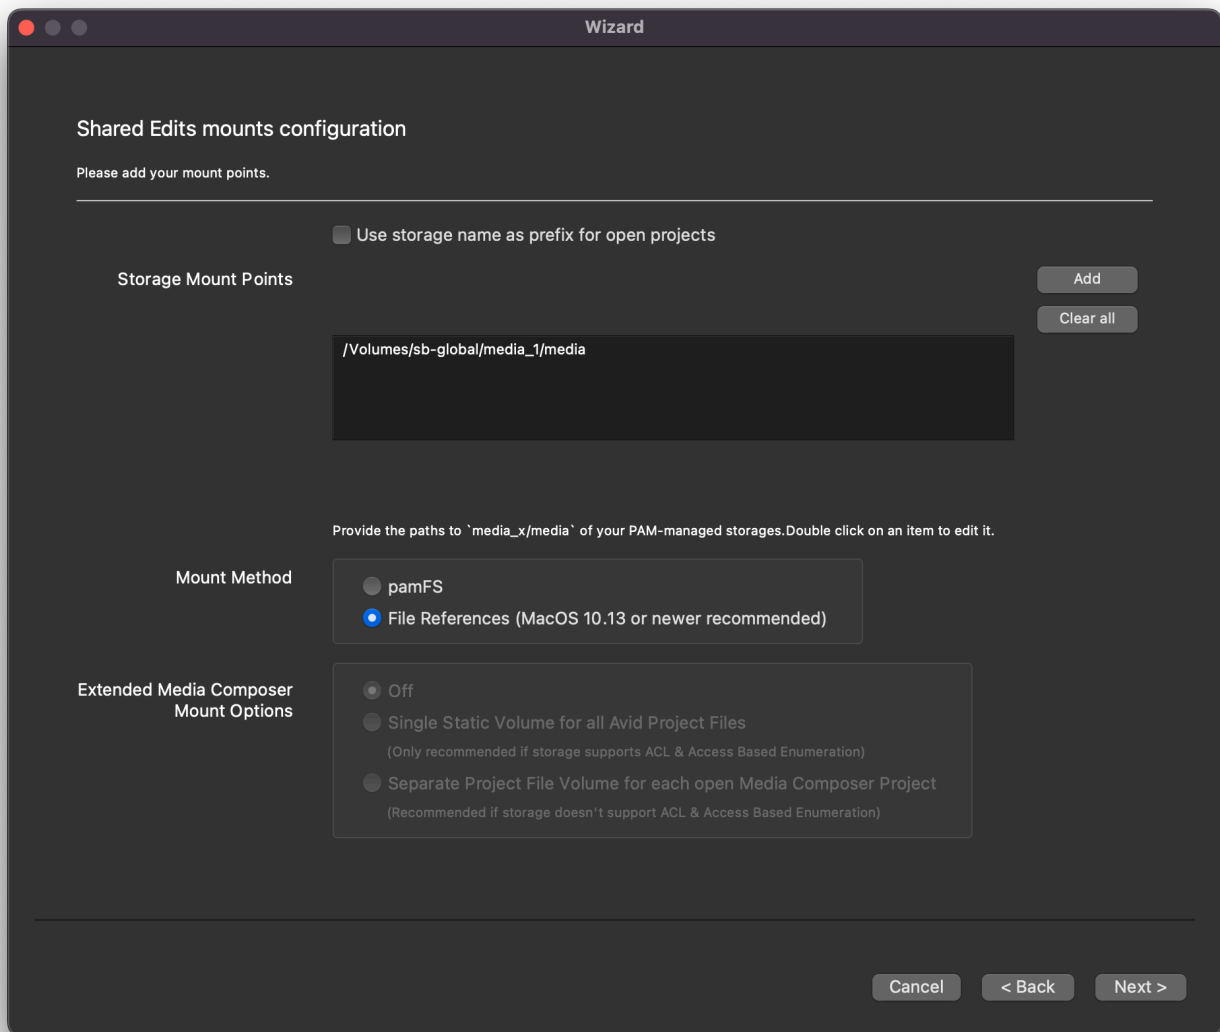 Wizard
Shared Edits mounts configuration
Please add your mount points.
Use storage name as prefix for open projects
Storage Mount Points
Add
Clear all
/Volumes/sb-global/media_1/media
Provide the paths to `media_x/media` of your PAM-managed storages.Double click on an item to edit it.
Mount Method
pamFS
File References (MacOS 10.13 or newer recommended)
Extended Media Composer
Mount Options
Off
Single Static Volume for all Avid Project Files
(Only recommended if storage supports ACL & Access Based Enumeration)
Separate Project File Volume for each open Media Composer Project
(Recommended if storage doesn't support ACL & Access Based Enumeration)
Cancel
< Back
Next >